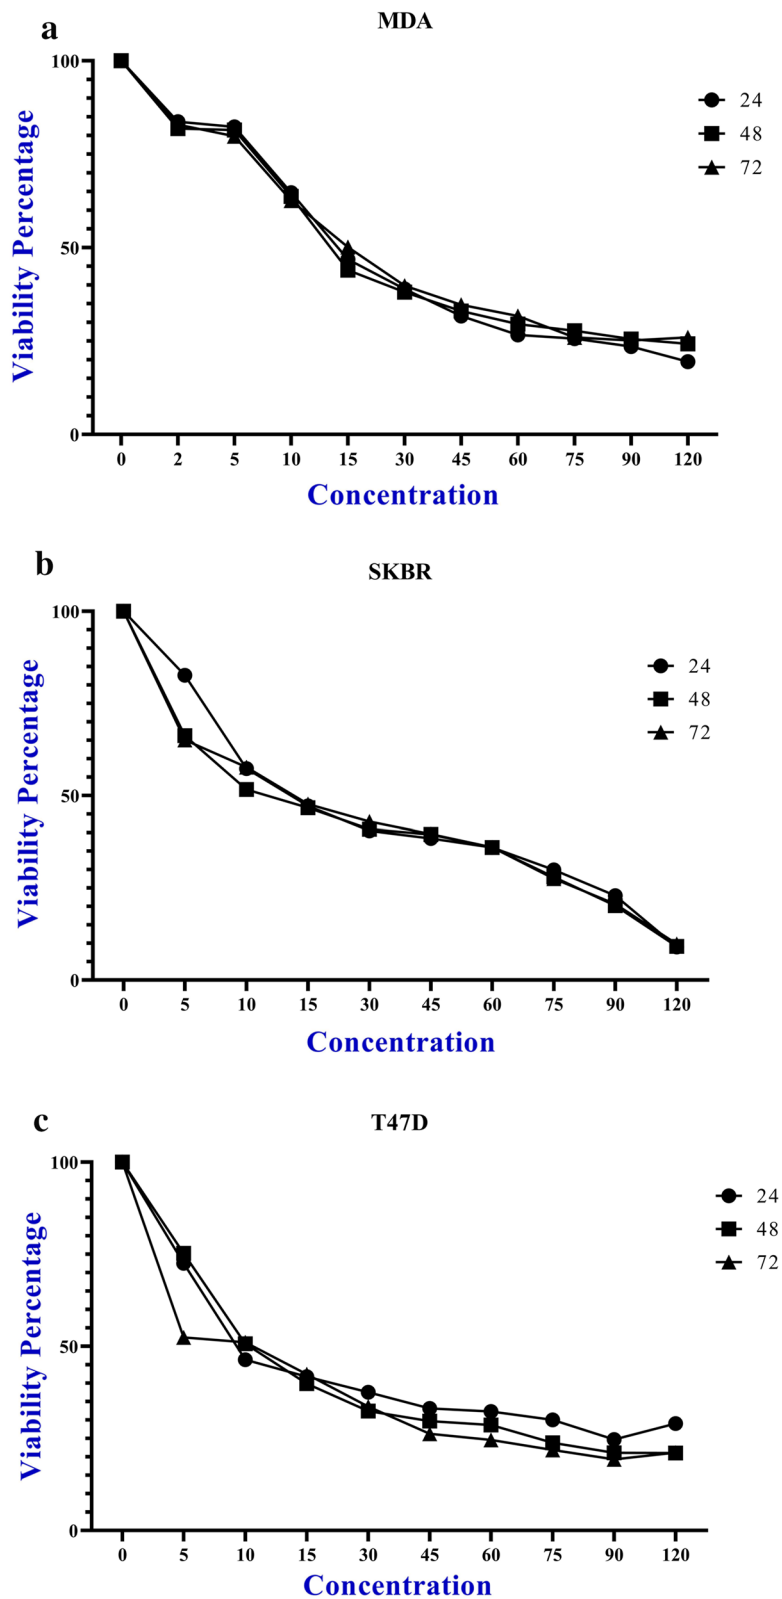 a
MDA
Viability Percentage
100
50
0
24
48
72
0 2 5 10 15 30 45 60 75 90 120
Concentration
b
SKBR
Viability Percentage
100
50
0
24
48
72
0 5 10 15 30 45 60 75 90 120
Concentration
c
T47D
Viability Percentage
100
50
0
24
48
72
0 5 10 15 30 45 60 75 90 120
Concentration